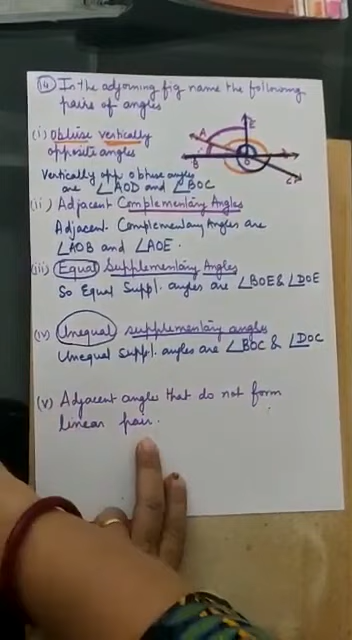 14 In the adjoining fig name the following
pairs of angles
(i) Obtuse vertically
opposite angles
A E
B O D
C
Vertically opp obtuse angles
are ∠AOD and ∠BOC
(ii) Adjacent Complementary Angles
Adjacent Complementary Angles are
∠AOB and ∠AOE.
(iii) Equal Supplementary Angles
So Equal Suppl. angles are ∠BOE & ∠DOE
(iv) Unequal supplementary angles
Unequal Suppl. angles are ∠BOC & ∠DOC
(v) Adjacent angles that do not form
linear pair.